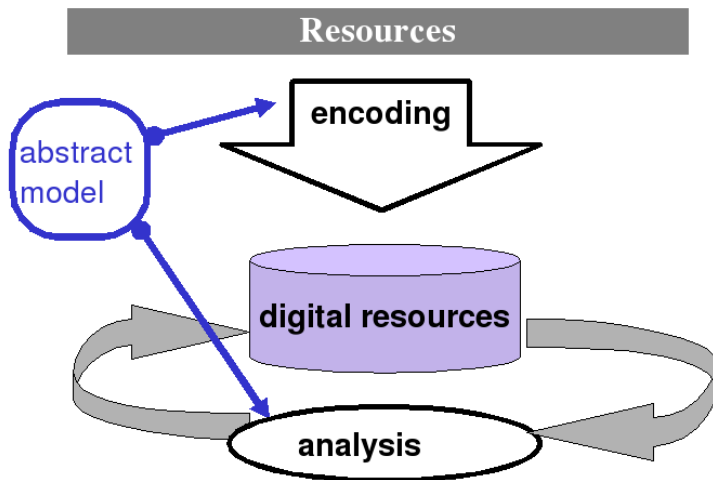 Resources
encoding
abstract
model
digital resources
analysis